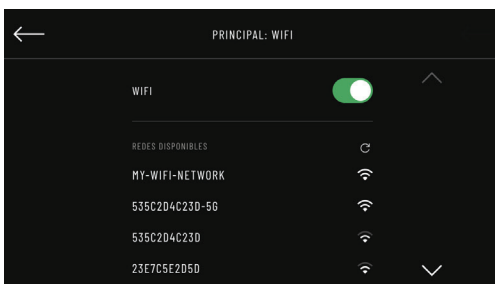 PRINCIPAL: WIFI
WIFI
REDES DISPONIBLES
MY-WIFI-NETWORK
535C2D4C23D-5G
535C2D4C23D
23E7C5E2D5D